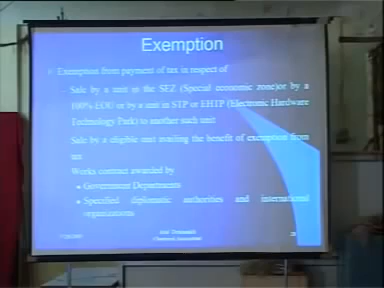 Exemption
Exemption from payment of tax in respect of
Sale by a unit in the SEZ (Special economic zone)or by a
100% EOU or by a unit in STP or EHTP (Electronic Hardware
Technology Park) to another such unit
Sale by a eligible unit availing the benefit of exemption from
tax
Works contract awarded by
Government Departments
Specified diplomatic authorities and international
organizations
Chartered Accountant
28